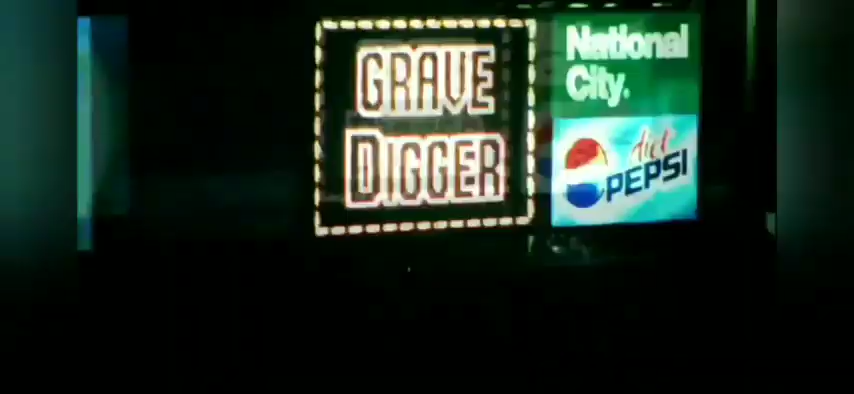 GRAVE
DIGGER
National
City.
diet
PEPSI